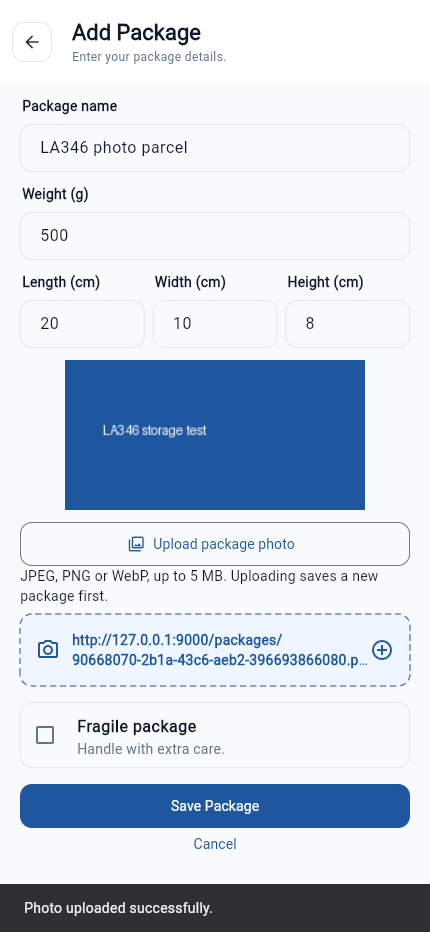 Add Package
Enter your package details.
Package name
LA346 photo parcel
Weight (g)
500
Length (cm) Width (cm) Height (cm)
20 10 8
LA346 storage test
Upload package photo
JPEG, PNG or WebP, up to 5 MB. Uploading saves a new
package first.
http://127.0.0.1:9000/packages/
90668070-2b1a-43c6-aeb2-396693866080.p…
Fragile package
Handle with extra care.
Save Package
Cancel
Photo uploaded successfully.